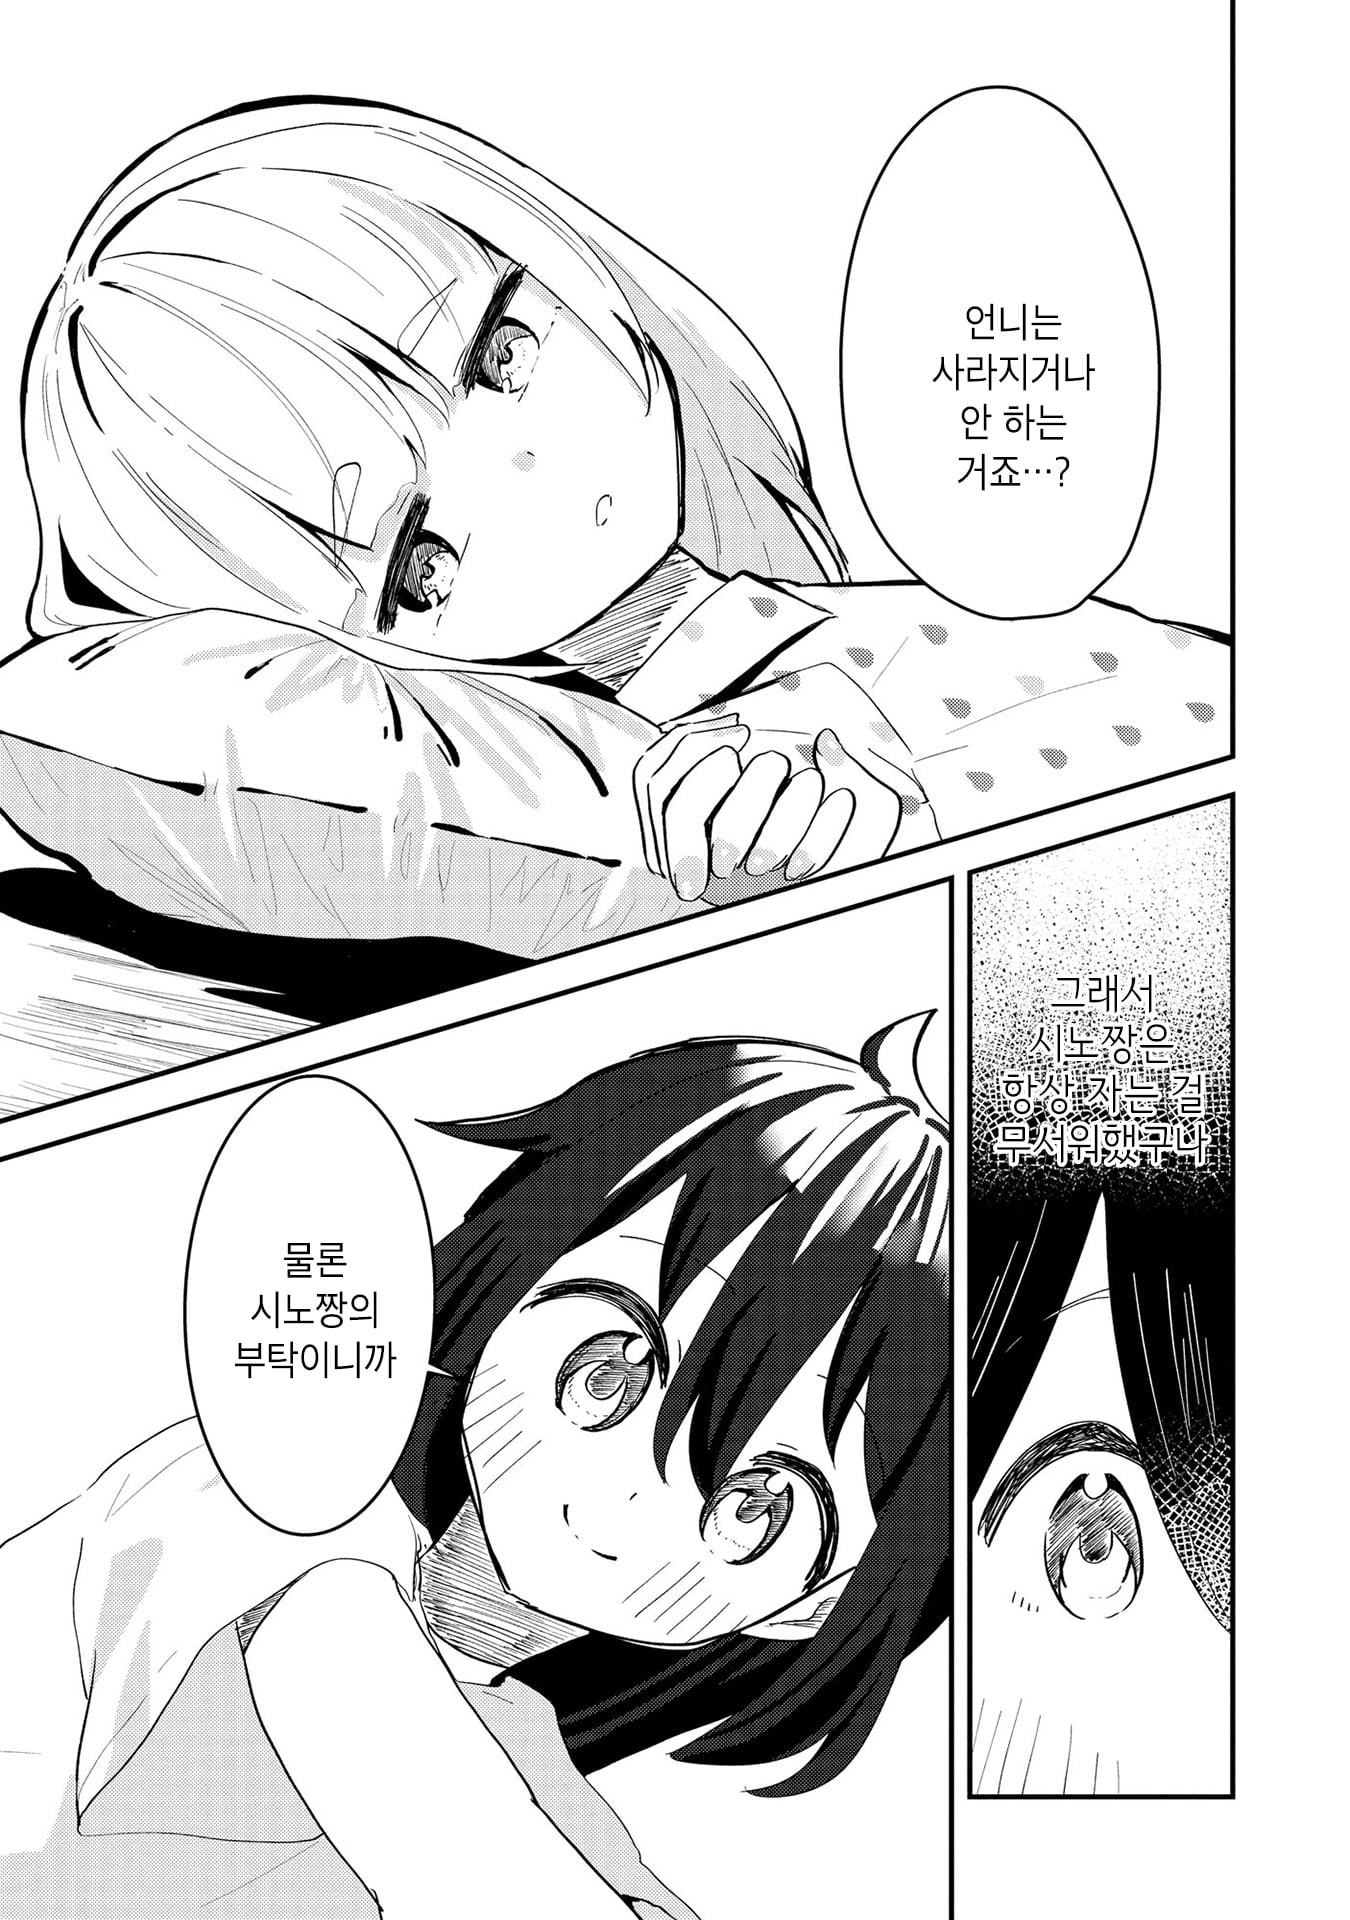 언니는
사라지거나
안 하는
거죠…?
그래서
시노짱은
항상 자는 걸
무서워했구나
물론
시노짱의
부탁이니까